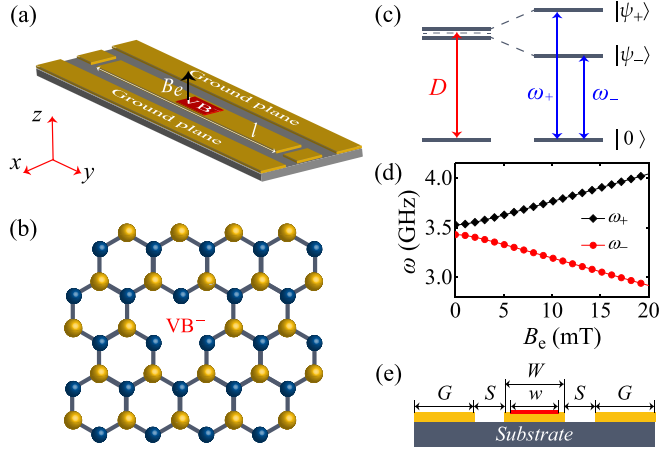 (a)
Ground plane
B_e
VB
l
Ground plane
z
x
y
(b)
VB⁻
(c)
|ψ₊⟩
|ψ₋⟩
D
ω₊
ω₋
|0⟩
(d)
ω (GHz)
4.0
3.5
3.0
ω₊
ω₋
0 5 10 15 20
B_e (mT)
(e)
W
G S w S G
Substrate